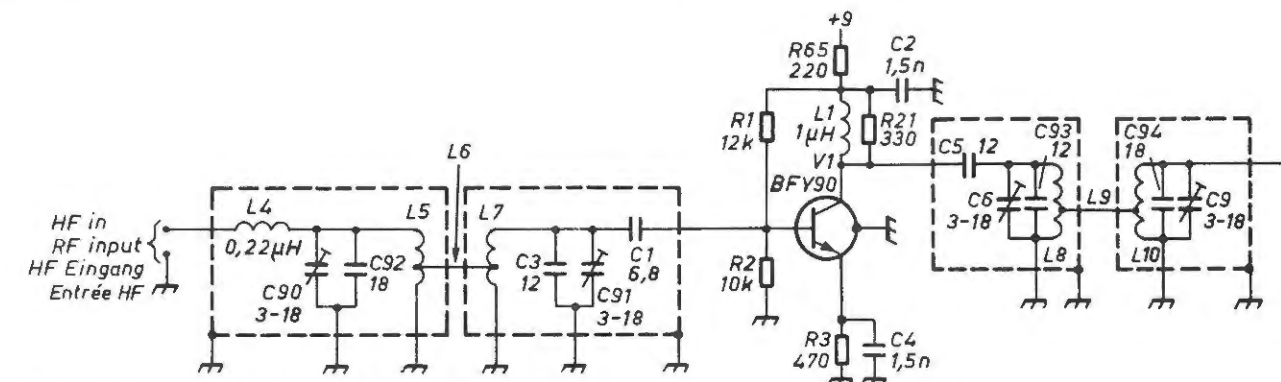 +9
R65
220
C2
1,5n
R1
12k
L1
1µH
R21
330
V1
BFY90
C5
12
C93
12
C94
18
L6
L4
0,22µH
L5
L7
HF in
RF input
HF Eingang
Entrée HF
C90
3-18
C92
18
C3
12
C91
3-18
C1
6,8
R2
10k
C6
3-18
L9
C9
3-18
L8
L10
R3
470
C4
1,5n